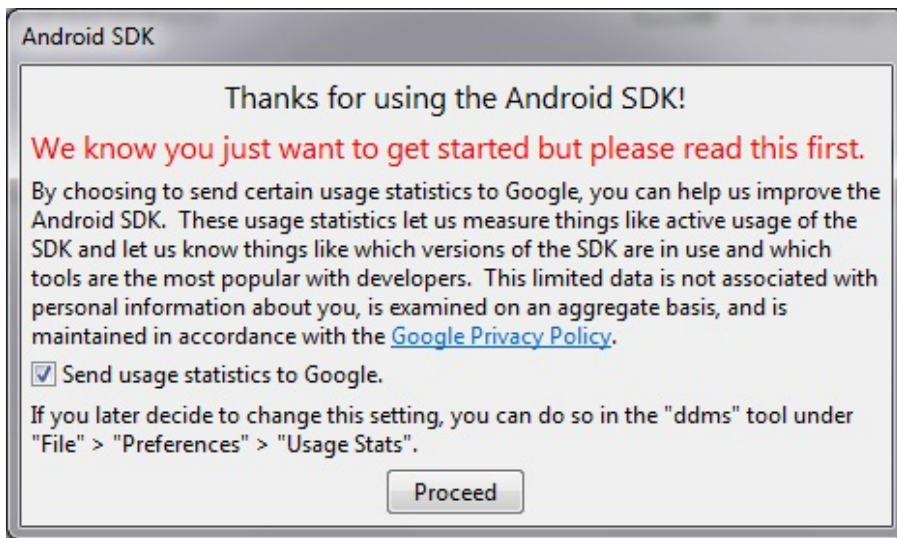 Android SDK
Thanks for using the Android SDK!
We know you just want to get started but please read this first.
By choosing to send certain usage statistics to Google, you can help us improve the
Android SDK.  These usage statistics let us measure things like active usage of the
SDK and let us know things like which versions of the SDK are in use and which
tools are the most popular with developers.  This limited data is not associated with
personal information about you, is examined on an aggregate basis, and is
maintained in accordance with the Google Privacy Policy.
Send usage statistics to Google.
If you later decide to change this setting, you can do so in the "ddms" tool under
"File" > "Preferences" > "Usage Stats".
Proceed